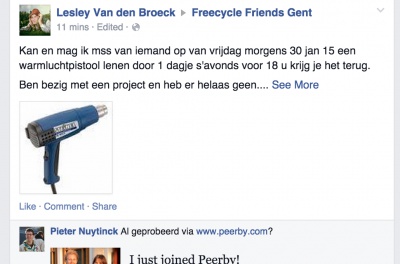 Lesley Van den Broeck ▸ Freecycle Friends Gent
11 mins · Edited ·
Kan en mag ik mss van iemand op van vrijdag morgens 30 jan 15 een
warmluchtpistool lenen door 1 dagje s'avonds voor 18 u krijg je het terug.
Ben bezig met een project en heb er helaas geen.... See More
Like · Comment · Share
Pieter Nuytinck Al geprobeerd via www.peerby.com?
I just joined Peerby!